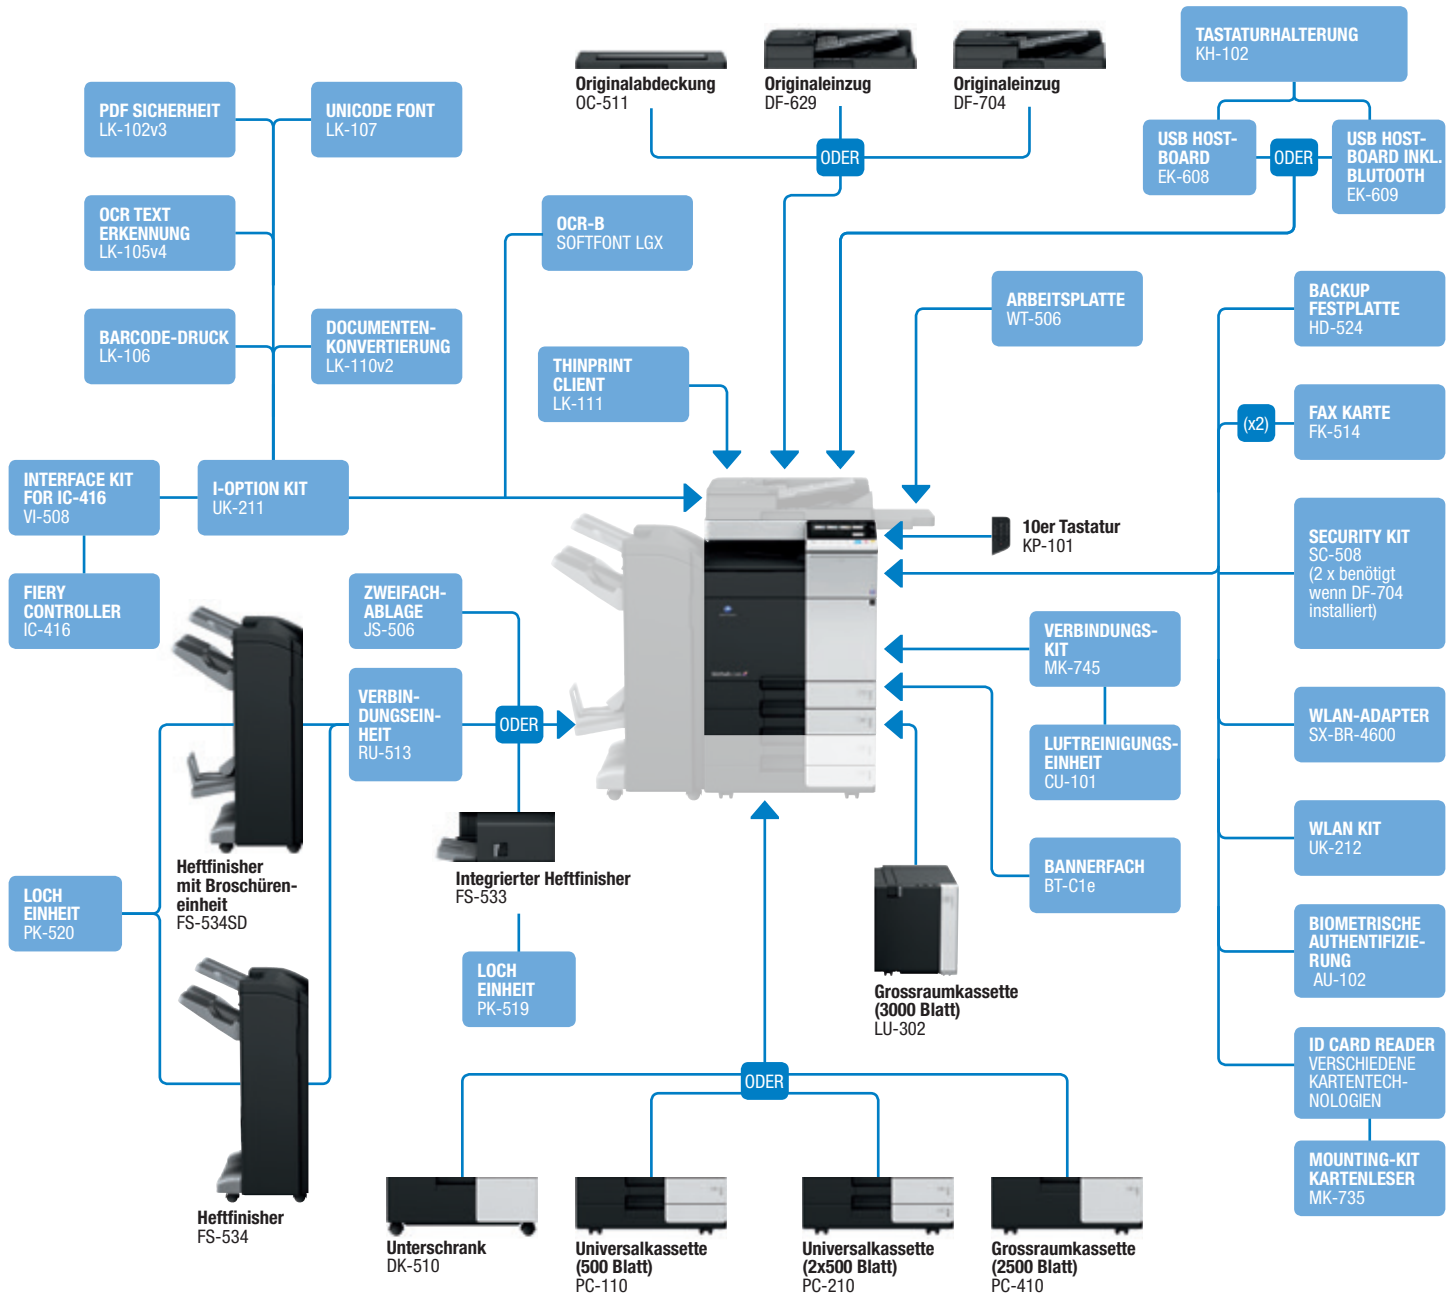 Originalabdeckung
OC-511
Originaleinzug
DF-629
Originaleinzug
DF-704
ODER
TASTATURHALTERUNG
KH-102
USB HOST-
BOARD
EK-608
ODER
USB HOST-
BOARD INKL.
BLUTOOTH
EK-609
PDF SICHERHEIT
LK-102v3
UNICODE FONT
LK-107
OCR TEXT
ERKENNUNG
LK-105v4
OCR-B
SOFTFONT LGX
BARCODE-DRUCK
LK-106
DOCUMENTEN-
KONVERTIERUNG
LK-110v2
THINPRINT
CLIENT
LK-111
ARBEITSPLATTE
WT-506
BACKUP
FESTPLATTE
HD-524
(x2)
FAX KARTE
FK-514
INTERFACE KIT
FOR IC-416
VI-508
I-OPTION KIT
UK-211
10er Tastatur
KP-101
SECURITY KIT
SC-508
(2 x benötigt
wenn DF-704
installiert)
FIERY
CONTROLLER
IC-416
ZWEIFACH-
ABLAGE
JS-506
VERBIN-
DUNGSEIN-
HEIT
RU-513
ODER
VERBINDUNGS-
KIT
MK-745
LUFTREINIGUNGS-
EINHEIT
CU-101
WLAN-ADAPTER
SX-BR-4600
WLAN KIT
UK-212
Heftfinisher
mit Broschüren-
einheit
FS-534SD
Integrierter Heftfinisher
FS-533
BANNERFACH
BT-C1e
LOCH
EINHEIT
PK-520
LOCH
EINHEIT
PK-519
Grossraumkassette
(3000 Blatt)
LU-302
BIOMETRISCHE
AUTHENTIFIZIE-
RUNG
AU-102
ID CARD READER
VERSCHIEDENE
KARTENTECH-
NOLOGIEN
MOUNTING-KIT
KARTENLESER
MK-735
Heftfinisher
FS-534
ODER
Unterschrank
DK-510
Universalkassette
(500 Blatt)
PC-110
Universalkassette
(2x500 Blatt)
PC-210
Grossraumkassette
(2500 Blatt)
PC-410